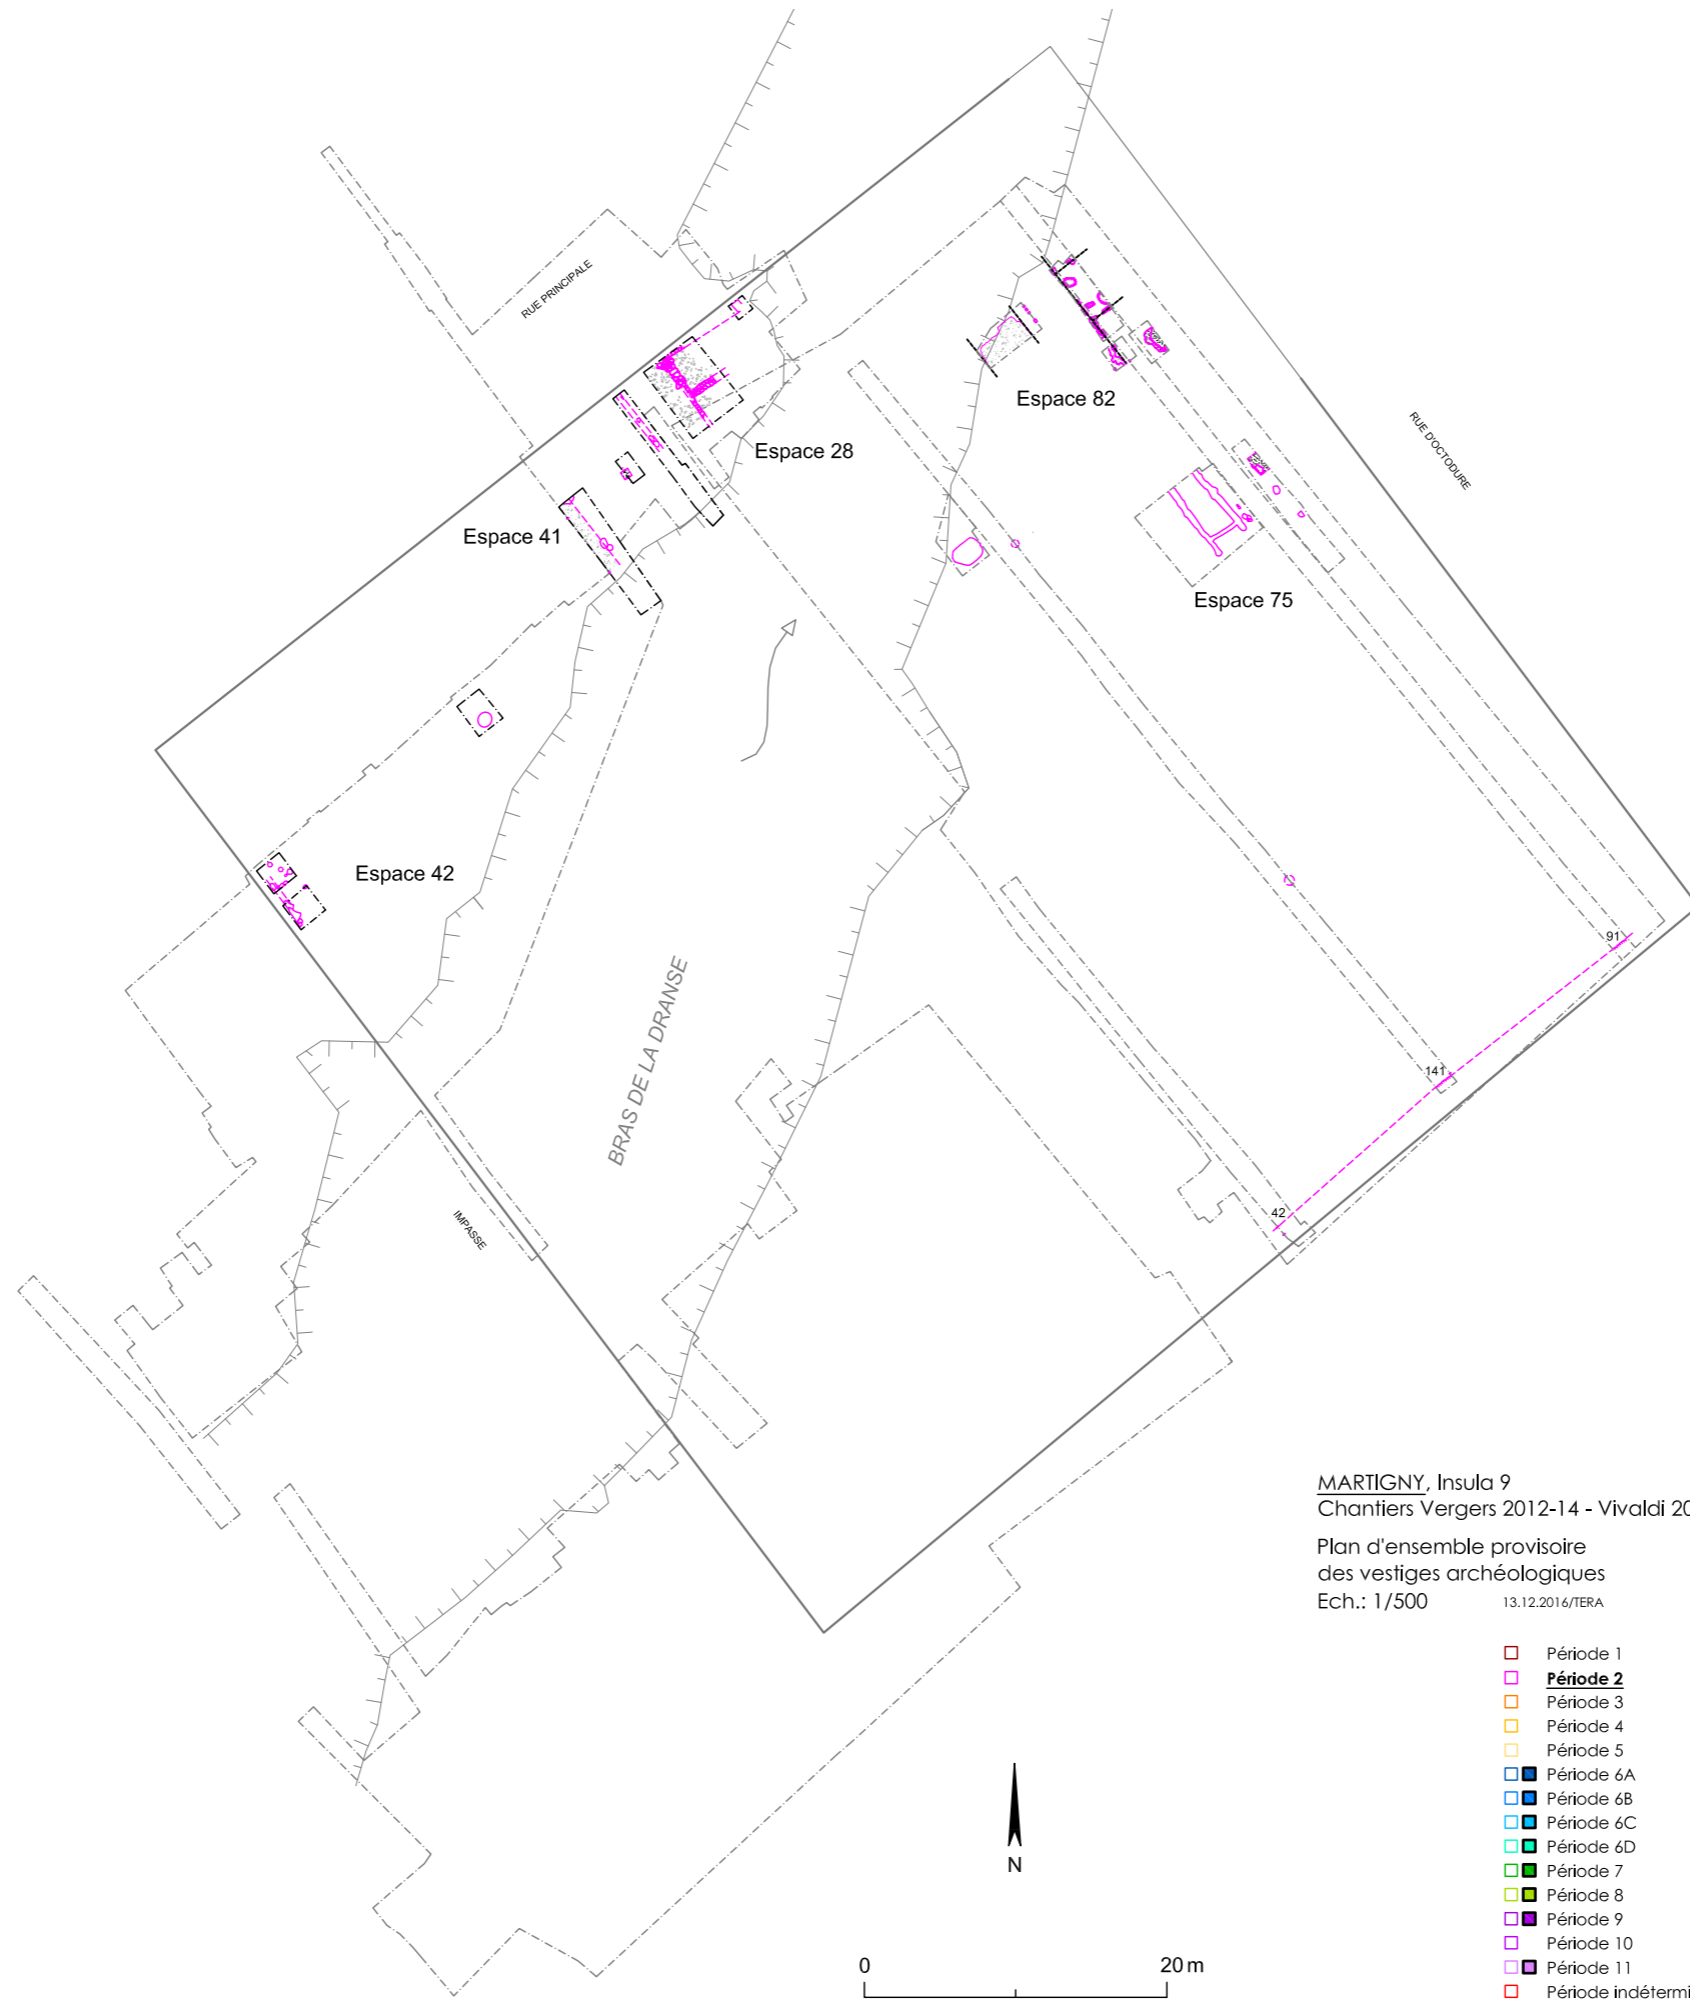 RUE PRINCIPALE
Espace 82
RUE D'OCTODURE
Espace 28
Espace 41
Espace 75
Espace 42
91
BRAS DE LA DRANSE
141
42
IMPASSE
MARTIGNY, Insula 9
Chantiers Vergers 2012-14 - Vivaldi 20
Plan d'ensemble provisoire
des vestiges archéologiques
Ech.: 1/500 13.12.2016/TERA
Période 1
Période 2
Période 3
Période 4
Période 5
Période 6A
Période 6B
Période 6C
Période 6D
Période 7
Période 8
Période 9
Période 10
Période 11
Période indétermi
N
0 20 m